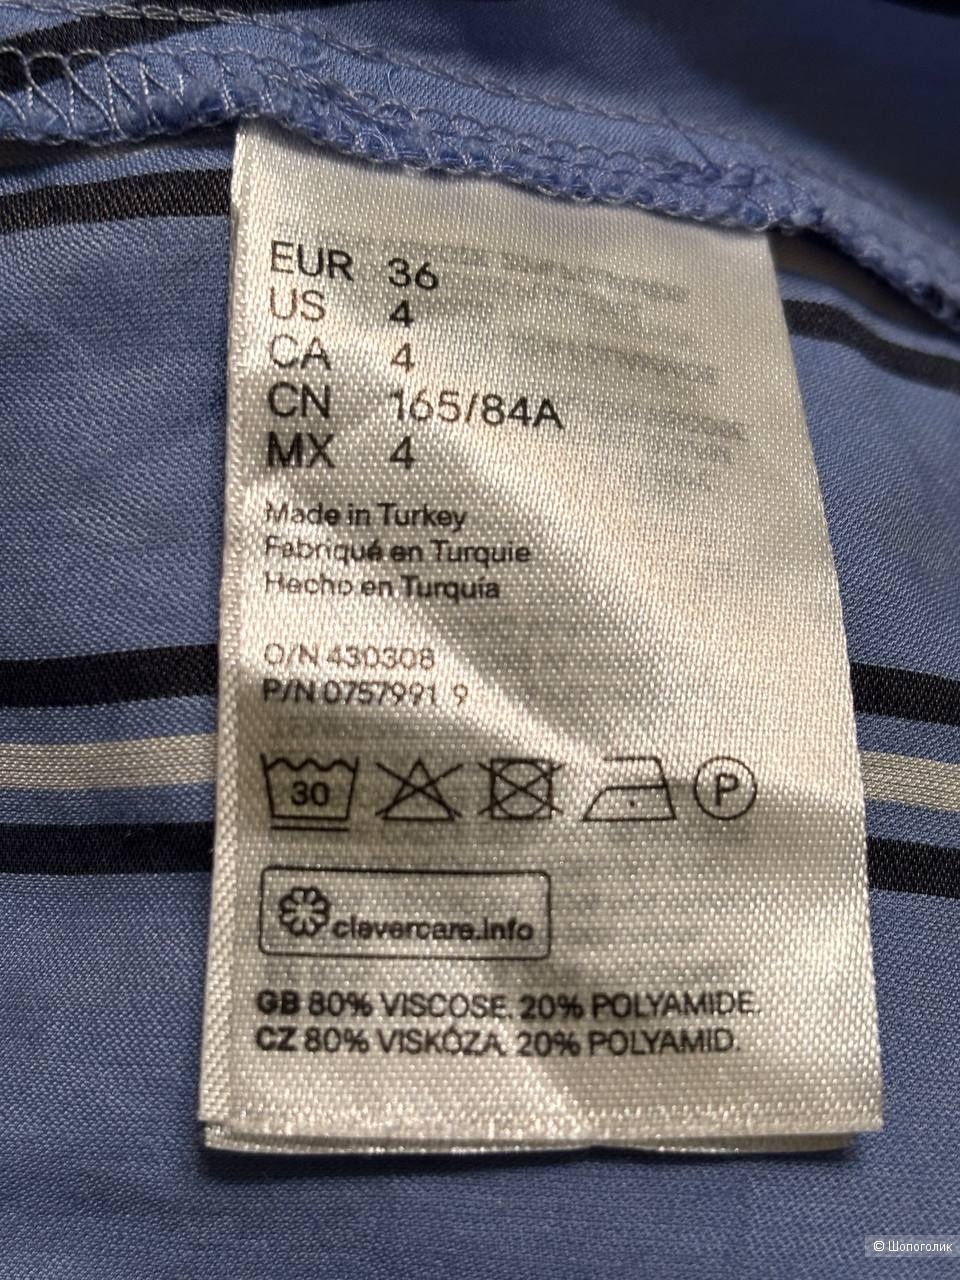 EUR 36
US 4
CA 4
CN 165/84A
MX 4
Made in Turkey
Fabriqué en Turquie
Hecho en Turquía
O/N 430308
P/N 0757991 9
30
P
clevercare.info
GB 80% VISCOSE. 20% POLYAMIDE.
CZ 80% VISKÓZA. 20% POLYAMID.
© Шопоголик